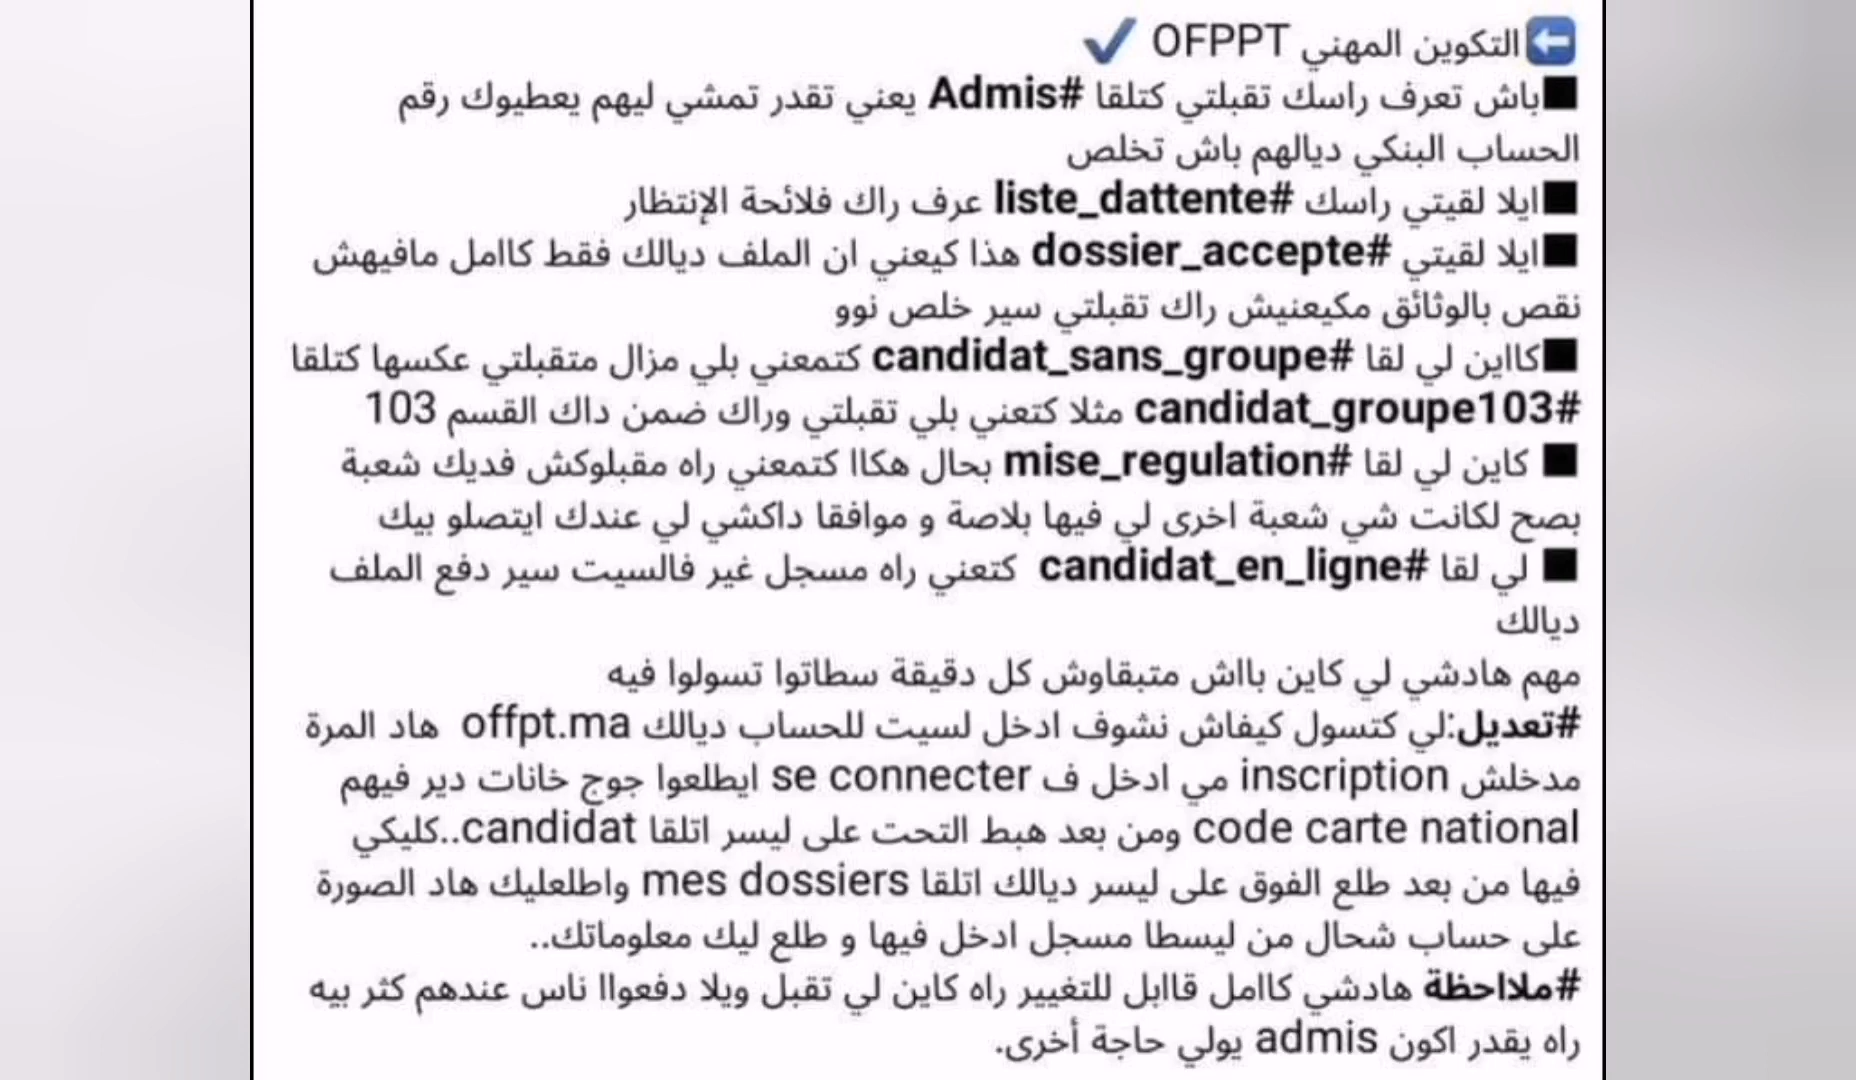 ⬅️التكوين المهني OFPPT ✔
■باش تعرف راسك تقبلتي كتلقا #Admis يعني تقدر تمشي ليهم يعطيوك رقم
الحساب البنكي ديالهم باش تخلص
■ايلا لقيتي راسك #liste_dattente عرف راك فلائحة الإنتظار
■ايلا لقيتي #dossier_accepte هذا كيعني ان الملف ديالك فقط كاامل مافيهش
نقص بالوثائق مكيعنيش راك تقبلتي سير خلص نوو
■كااين لي لقا #candidat_sans_groupe كتمعني بلي مزال متقبلتي عكسها كتلقا
#candidat_groupe103 مثلا كتعني بلي تقبلتي وراك ضمن داك القسم 103
■ كاين لي لقا #mise_regulation بحال هكاا كتمعني راه مقبلوكش فديك شعبة
بصح لكانت شي شعبة اخرى لي فيها بلاصة و موافقا داكشي لي عندك ايتصلو بيك
■ لي لقا #candidat_en_ligne كتعني راه مسجل غير فالسيت سير دفع الملف
ديالك
مهم هادشي لي كاين بااش متبقاوش كل دقيقة سطاتوا تسولوا فيه
#تعديل:لي كتسول كيفاش نشوف ادخل لسيت للحساب ديالك offpt.ma هاد المرة
مدخلش inscription مي ادخل ف se connecter ايطلعوا جوج خانات دير فيهم
code carte national ومن بعد هبط التحت على ليسر اتلقا candidat..كليكي
فيها من بعد طلع الفوق على ليسر ديالك اتلقا mes dossiers واطلعليك هاد الصورة
على حساب شحال من ليسطا مسجل ادخل فيها و طلع ليك معلوماتك..
#ملااحظة هادشي كاامل قاابل للتغيير راه كاين لي تقبل ويلا دفعواا ناس عندهم كثر بيه
راه يقدر اكون admis يولي حاجة أخرى.